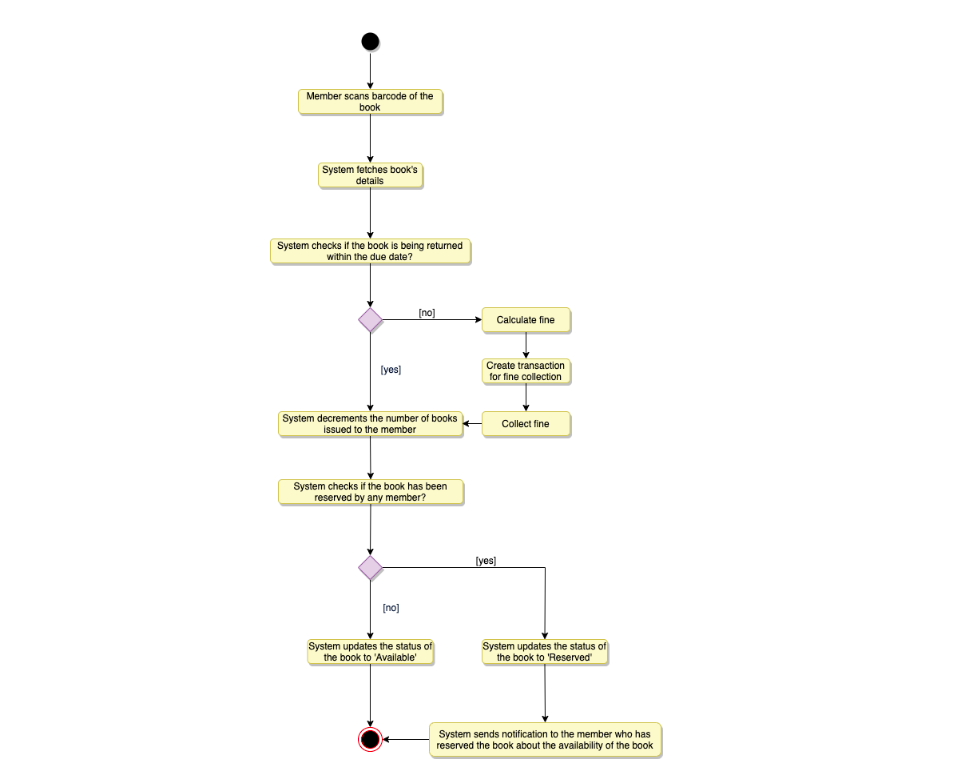 Member scans barcode of the
book
System fetches book's
details
System checks if the book is being returned
within the due date?
[no]
Calculate fine
[yes]
Create transaction
for fine collection
System decrements the number of books
issued to the member
Collect fine
System checks if the book has been
reserved by any member?
[yes]
[no]
System updates the status of
the book to 'Available'
System updates the status of
the book to 'Reserved'
System sends notification to the member who has
reserved the book about the availability of the book